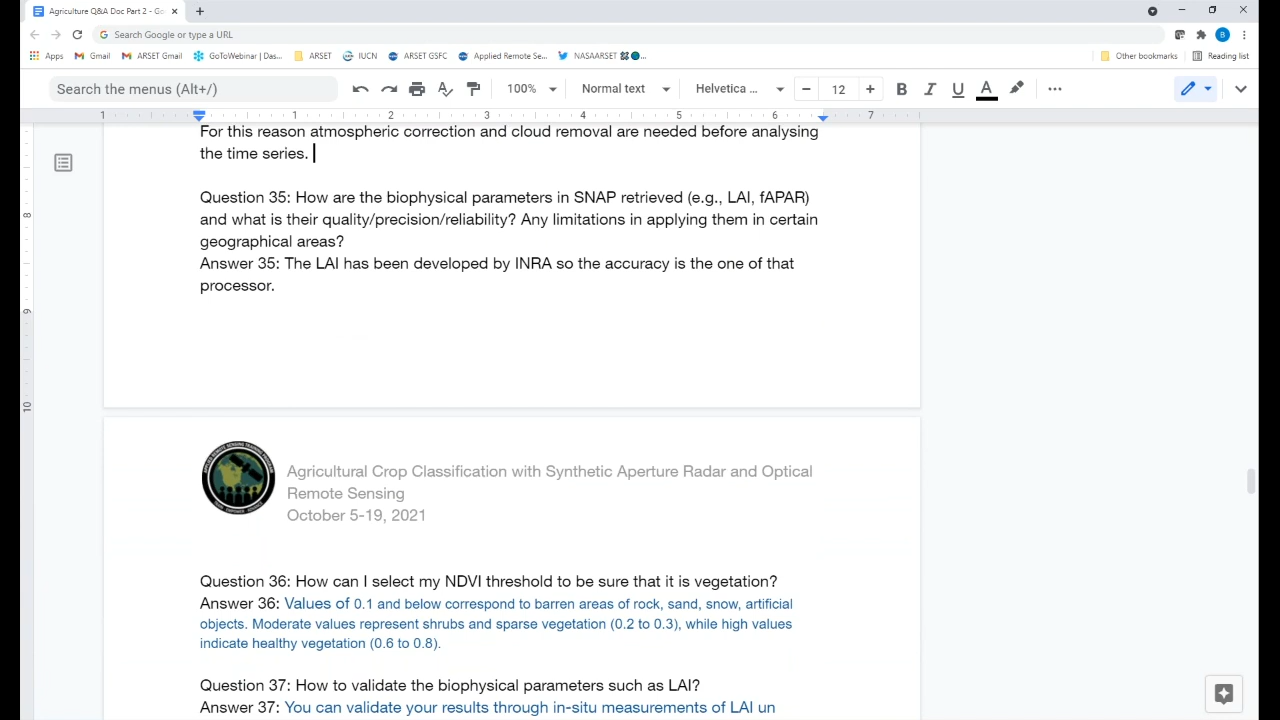 Agriculture Q&A Doc Part 2 - Go
Search Google or type a URL
B
Apps
Gmail
ARSET Gmail
GoToWebinar | Das...
ARSET
IUCN
ARSET GSFC
Applied Remote Se...
NASAARSET
Other bookmarks
Reading list
Search the menus (Alt+/)
100%
Normal text
Helvetica ...
12
B
I
U
A
1 1 2 3 4 5 6 7
8
9
10
For this reason atmospheric correction and cloud removal are needed before analysing
the time series.
Question 35: How are the biophysical parameters in SNAP retrieved (e.g., LAI, fAPAR)
and what is their quality/precision/reliability? Any limitations in applying them in certain
geographical areas?
Answer 35: The LAI has been developed by INRA so the accuracy is the one of that
processor.
Agricultural Crop Classification with Synthetic Aperture Radar and Optical
Remote Sensing
October 5-19, 2021
Question 36: How can I select my NDVI threshold to be sure that it is vegetation?
Answer 36: Values of 0.1 and below correspond to barren areas of rock, sand, snow, artificial
objects. Moderate values represent shrubs and sparse vegetation (0.2 to 0.3), while high values
indicate healthy vegetation (0.6 to 0.8).
Question 37: How to validate the biophysical parameters such as LAI?
Answer 37: You can validate your results through in-situ measurements of LAI un